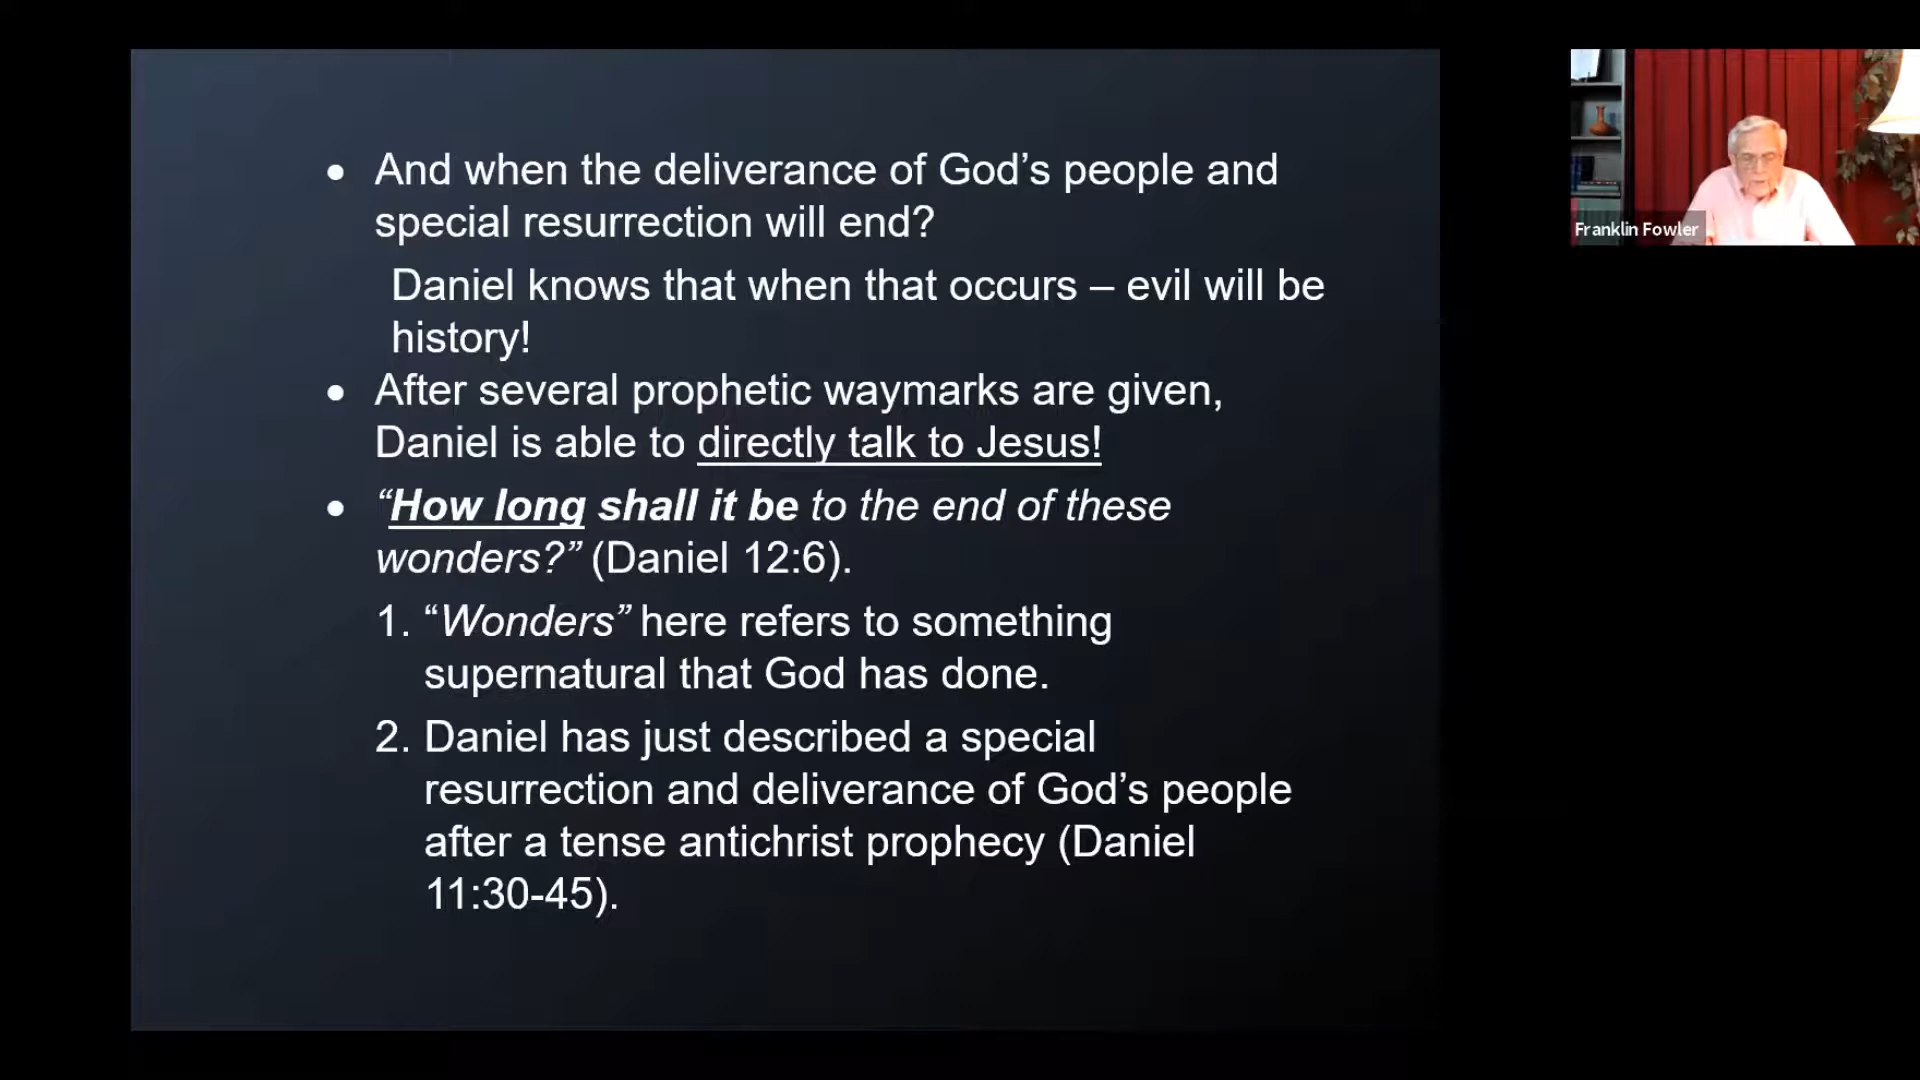 • And when the deliverance of God’s people and
special resurrection will end?
Daniel knows that when that occurs – evil will be
history!
• After several prophetic waymarks are given,
Daniel is able to directly talk to Jesus!
• “How long shall it be to the end of these
wonders?” (Daniel 12:6).
1. “Wonders” here refers to something
supernatural that God has done.
2. Daniel has just described a special
resurrection and deliverance of God’s people
after a tense antichrist prophecy (Daniel
11:30-45).
Franklin Fowler